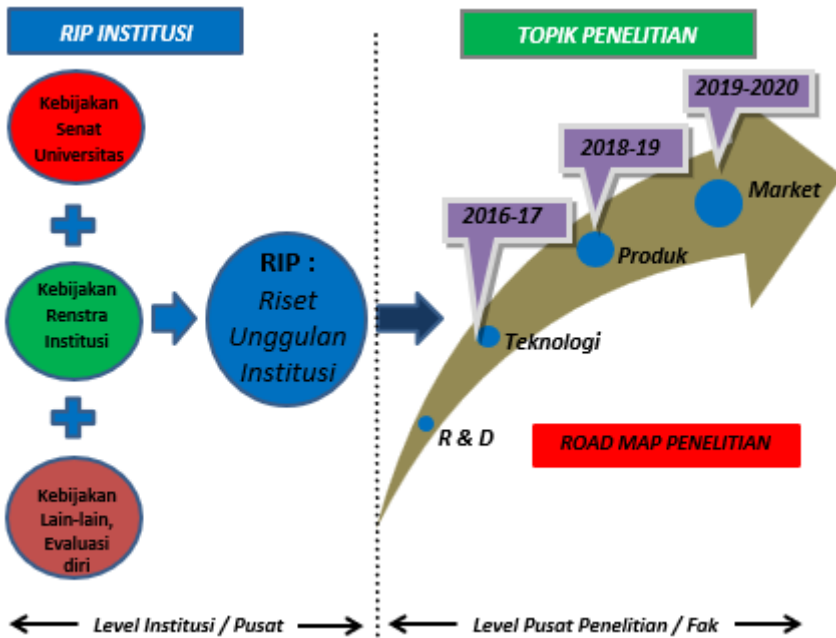 RIP INSTITUSI
Kebijakan
Senat
Universitas
Kebijakan
Renstra
Institusi
Kebijakan
Lain-lain,
Evaluasi
diri
RIP :
Riset
Unggulan
Institusi
Level Institusi / Pusat
TOPIK PENELITIAN
2019-2020
2018-19
2016-17
Market
Produk
Teknologi
R & D
ROAD MAP PENELITIAN
Level Pusat Penelitian / Fak